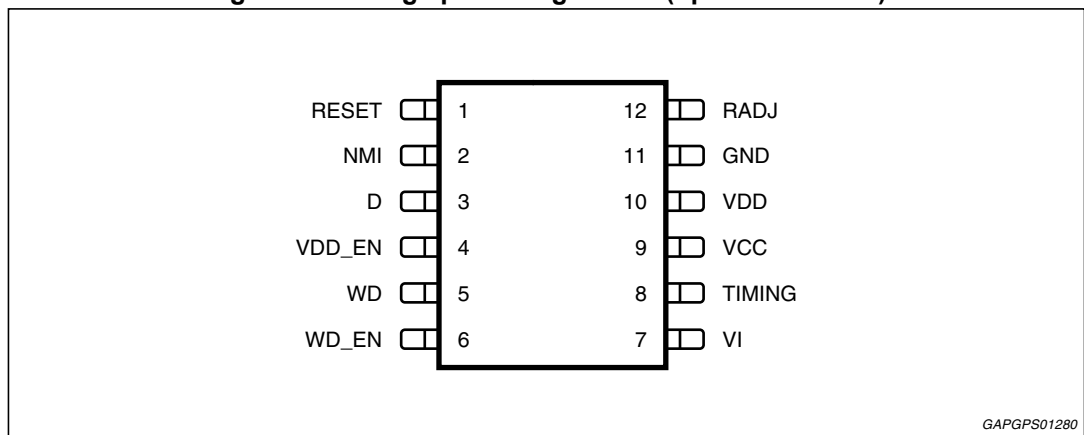 RESET 1 12 RADJ
NMI 2 11 GND
D 3 10 VDD
VDD_EN 4 9 VCC
WD 5 8 TIMING
WD_EN 6 7 VI
GAPGPS01280